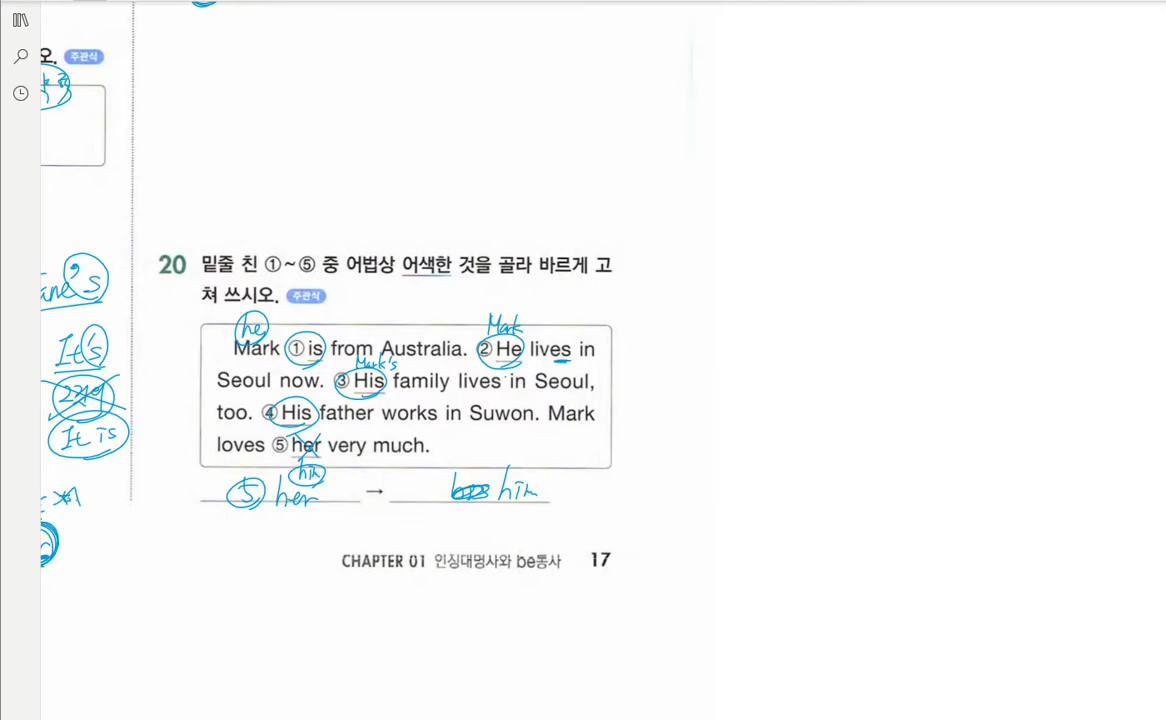 오. 주관식
20 밑줄 친 ①~⑤ 중 어법상 어색한 것을 골라 바르게 고
쳐 쓰시오. 주관식
he
Mark
Mark ① is from Australia. ② He lives in
Mark's
Seoul now. ③ His family lives in Seoul,
too. ④ His father works in Suwon. Mark
loves ⑤ her very much.
him
⑤ her → him
's
It's
It is
CHAPTER 01 인칭대명사와 be동사 17